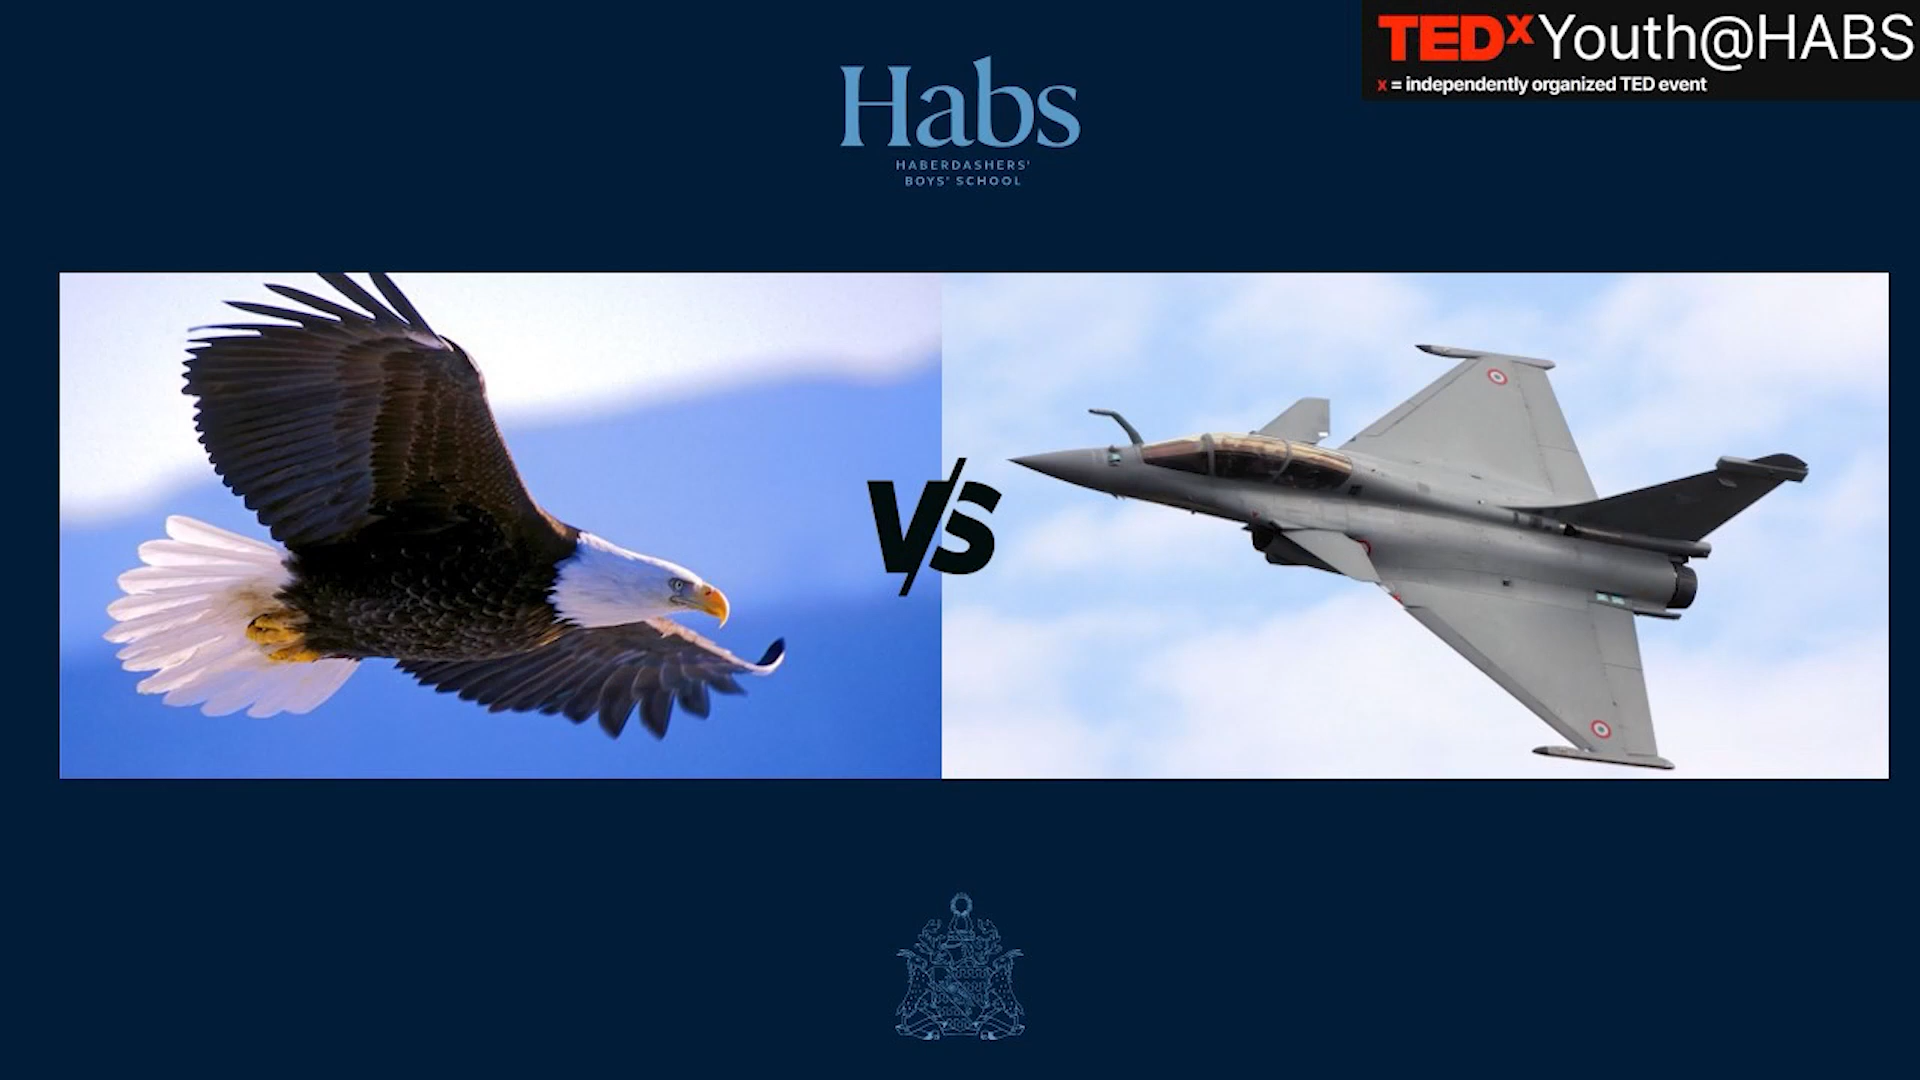 TEDxYouth@HABS
x = independently organized TED event
Habs
HABERDASHERS'
BOYS' SCHOOL
VS